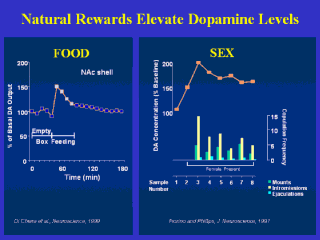 Natural Rewards Elevate Dopamine Levels
FOOD
200
150
100
50
0
% of Basal DA Output
NAc shell
Empty
Box Feeding
0 60 120 180
Time (min)
Di Chiara et al., Neuroscience, 1999
SEX
200
150
100
DA Concentration (% Baseline)
15
10
5
0
Copulation Frequency
Female Present
Sample
Number
1 2 3 4 5 6 7 8
Mounts
Intromissions
Ejaculations
Fiorino and Phillips, J. Neuroscience, 1997